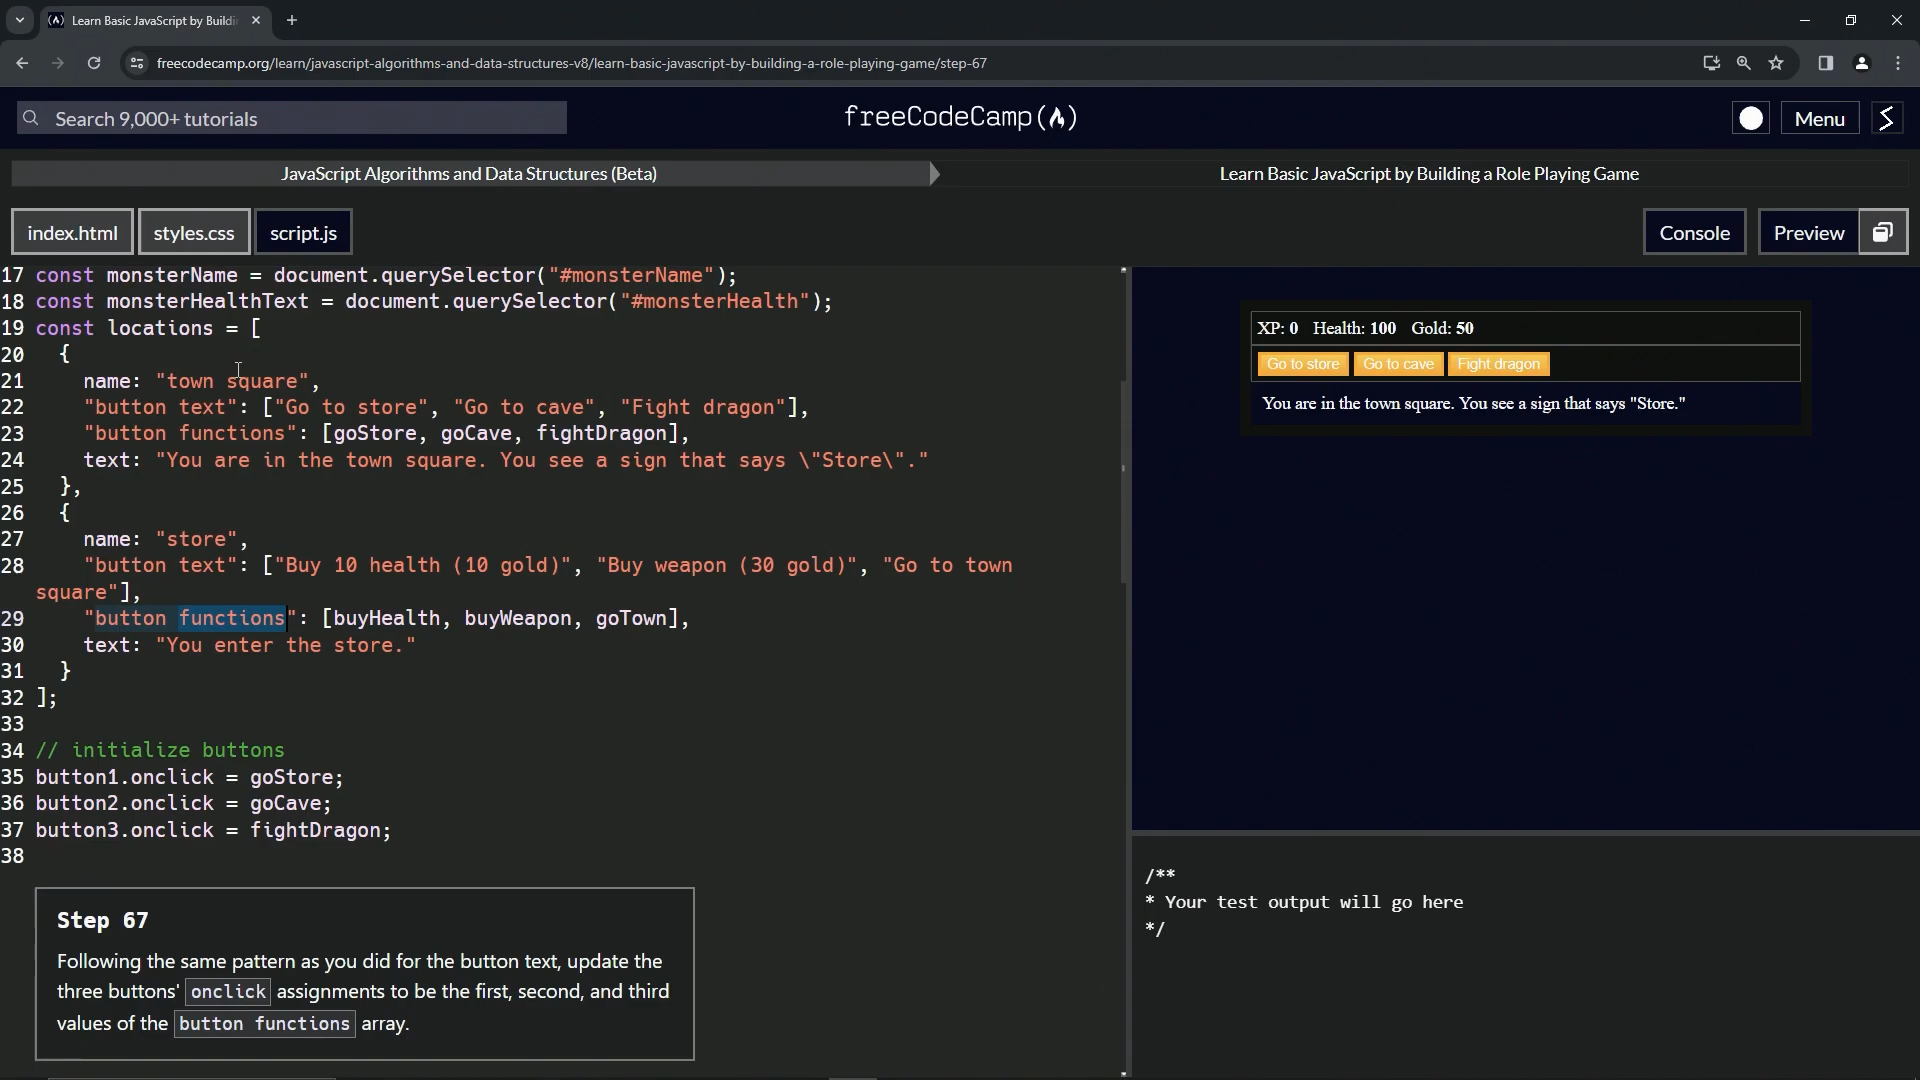 Learn Basic JavaScript by Buildi
freecodecamp.org/learn/javascript-algorithms-and-data-structures-v8/learn-basic-javascript-by-building-a-role-playing-game/step-67
Search 9,000+ tutorials
freeCodeCamp
Menu
JavaScript Algorithms and Data Structures (Beta)
Learn Basic JavaScript by Building a Role Playing Game
index.html
styles.css
script.js
Console
Preview
17 const monsterName = document.querySelector("#monsterName");
18 const monsterHealthText = document.querySelector("#monsterHealth");
19 const locations = [
20 {
21 name: "town square",
22 "button text": ["Go to store", "Go to cave", "Fight dragon"],
23 "button functions": [goStore, goCave, fightDragon],
24 text: "You are in the town square. You see a sign that says \"Store\"."
25 },
26 {
27 name: "store",
28 "button text": ["Buy 10 health (10 gold)", "Buy weapon (30 gold)", "Go to town
square"],
29 "button functions": [buyHealth, buyWeapon, goTown],
30 text: "You enter the store."
31 }
32 ];
33
34 // initialize buttons
35 button1.onclick = goStore;
36 button2.onclick = goCave;
37 button3.onclick = fightDragon;
38
Step 67
Following the same pattern as you did for the button text, update the
three buttons' onclick assignments to be the first, second, and third
values of the button functions array.
XP: 0 Health: 100 Gold: 50
Go to store Go to cave Fight dragon
You are in the town square. You see a sign that says "Store."
/**
* Your test output will go here
*/